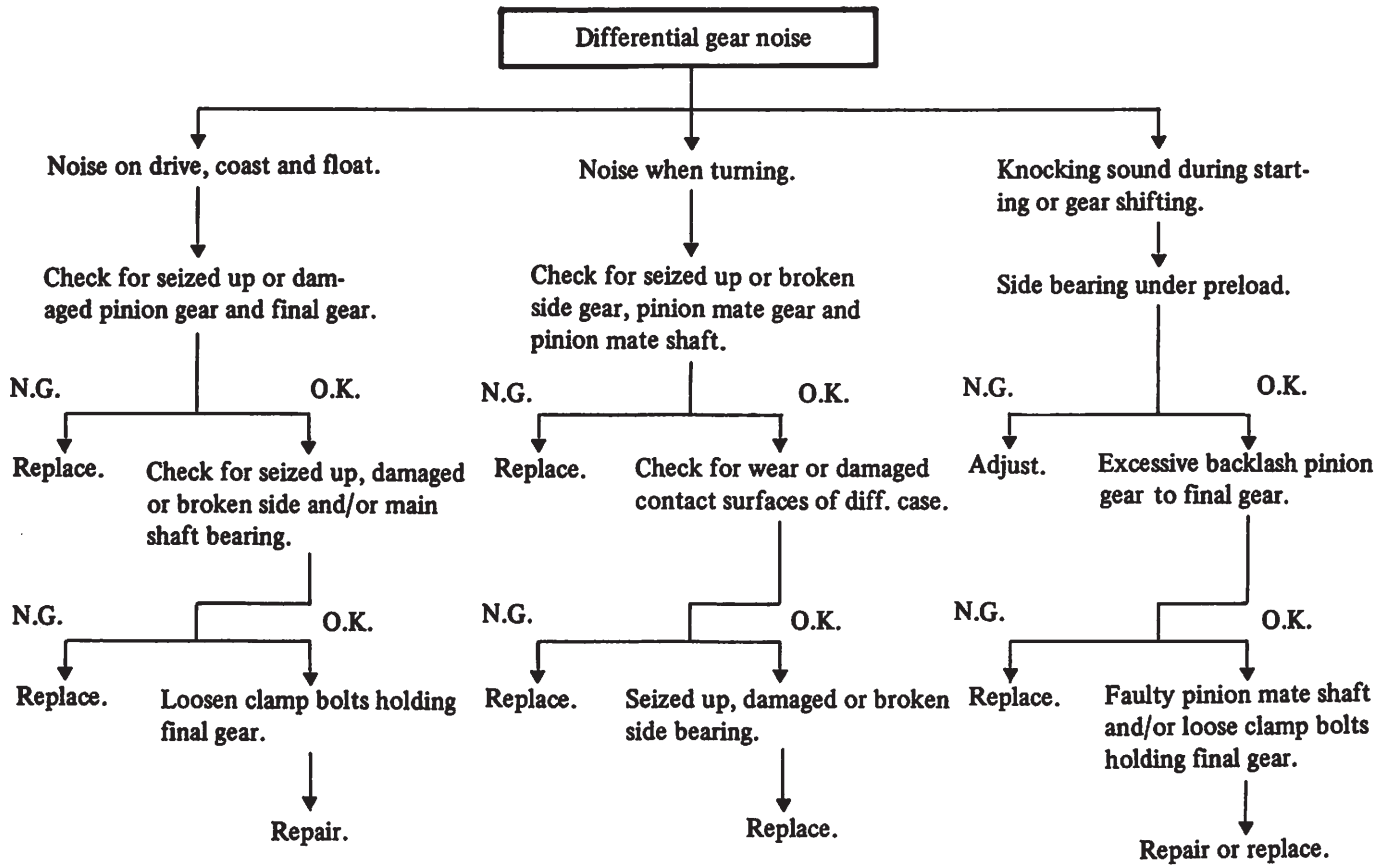 Differential gear noise
Noise on drive, coast and float.
Noise when turning.
Knocking sound during start-
ing or gear shifting.
Check for seized up or dam-
aged pinion gear and final gear.
Check for seized up or broken
side gear, pinion mate gear and
pinion mate shaft.
Side bearing under preload.
N.G.
O.K.
N.G.
O.K.
N.G.
O.K.
Replace.
Check for seized up, damaged
or broken side and/or main
shaft bearing.
Replace.
Check for wear or damaged
contact surfaces of diff. case.
Adjust.
Excessive backlash pinion
gear to final gear.
N.G.
O.K.
N.G.
O.K.
N.G.
O.K.
Replace.
Loosen clamp bolts holding
final gear.
Replace.
Seized up, damaged or broken
side bearing.
Replace.
Faulty pinion mate shaft
and/or loose clamp bolts
holding final gear.
Repair.
Replace.
Repair or replace.